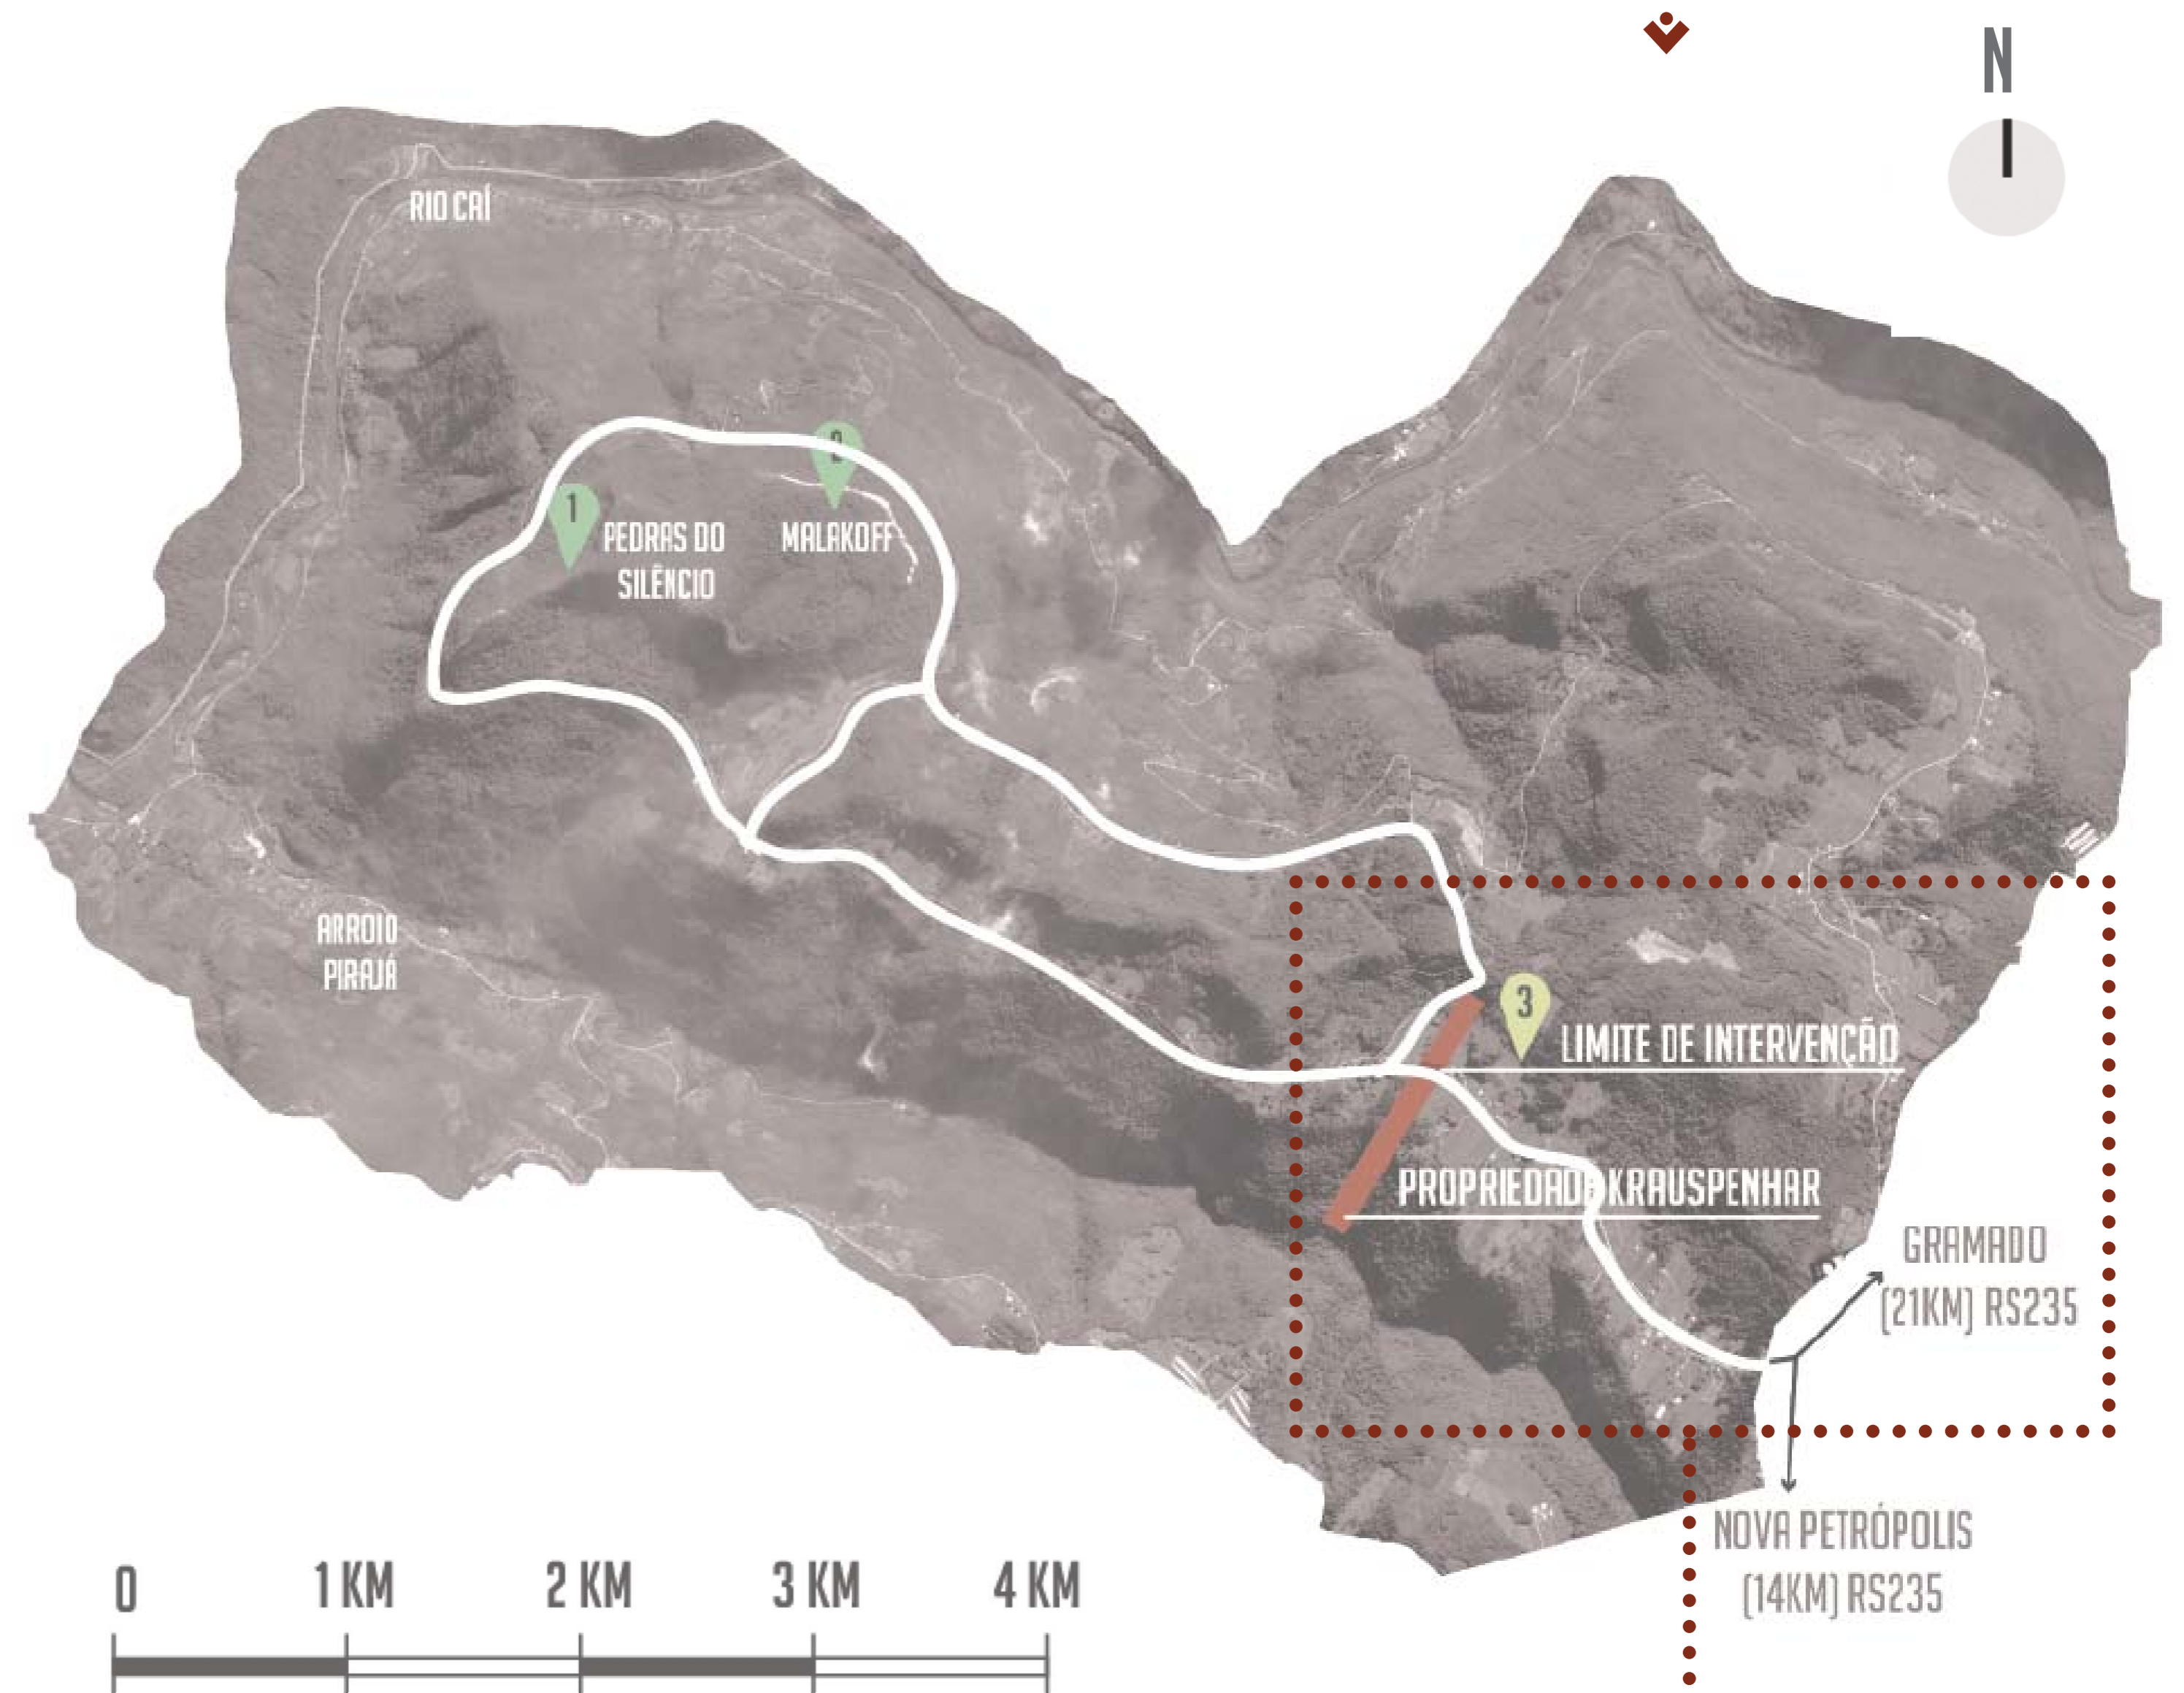 N
RIO CAÍ
2
1
PEDRAS DO
SILÊNCIO
MALAKOFF
ARROIO
PIRAJÁ
3
LIMITE DE INTERVENÇÃO
PROPRIEDADE KRAUSPENHAR
GRAMADO
(21KM) RS235
NOVA PETRÓPOLIS
(14KM) RS235
0 1 KM 2 KM 3 KM 4 KM